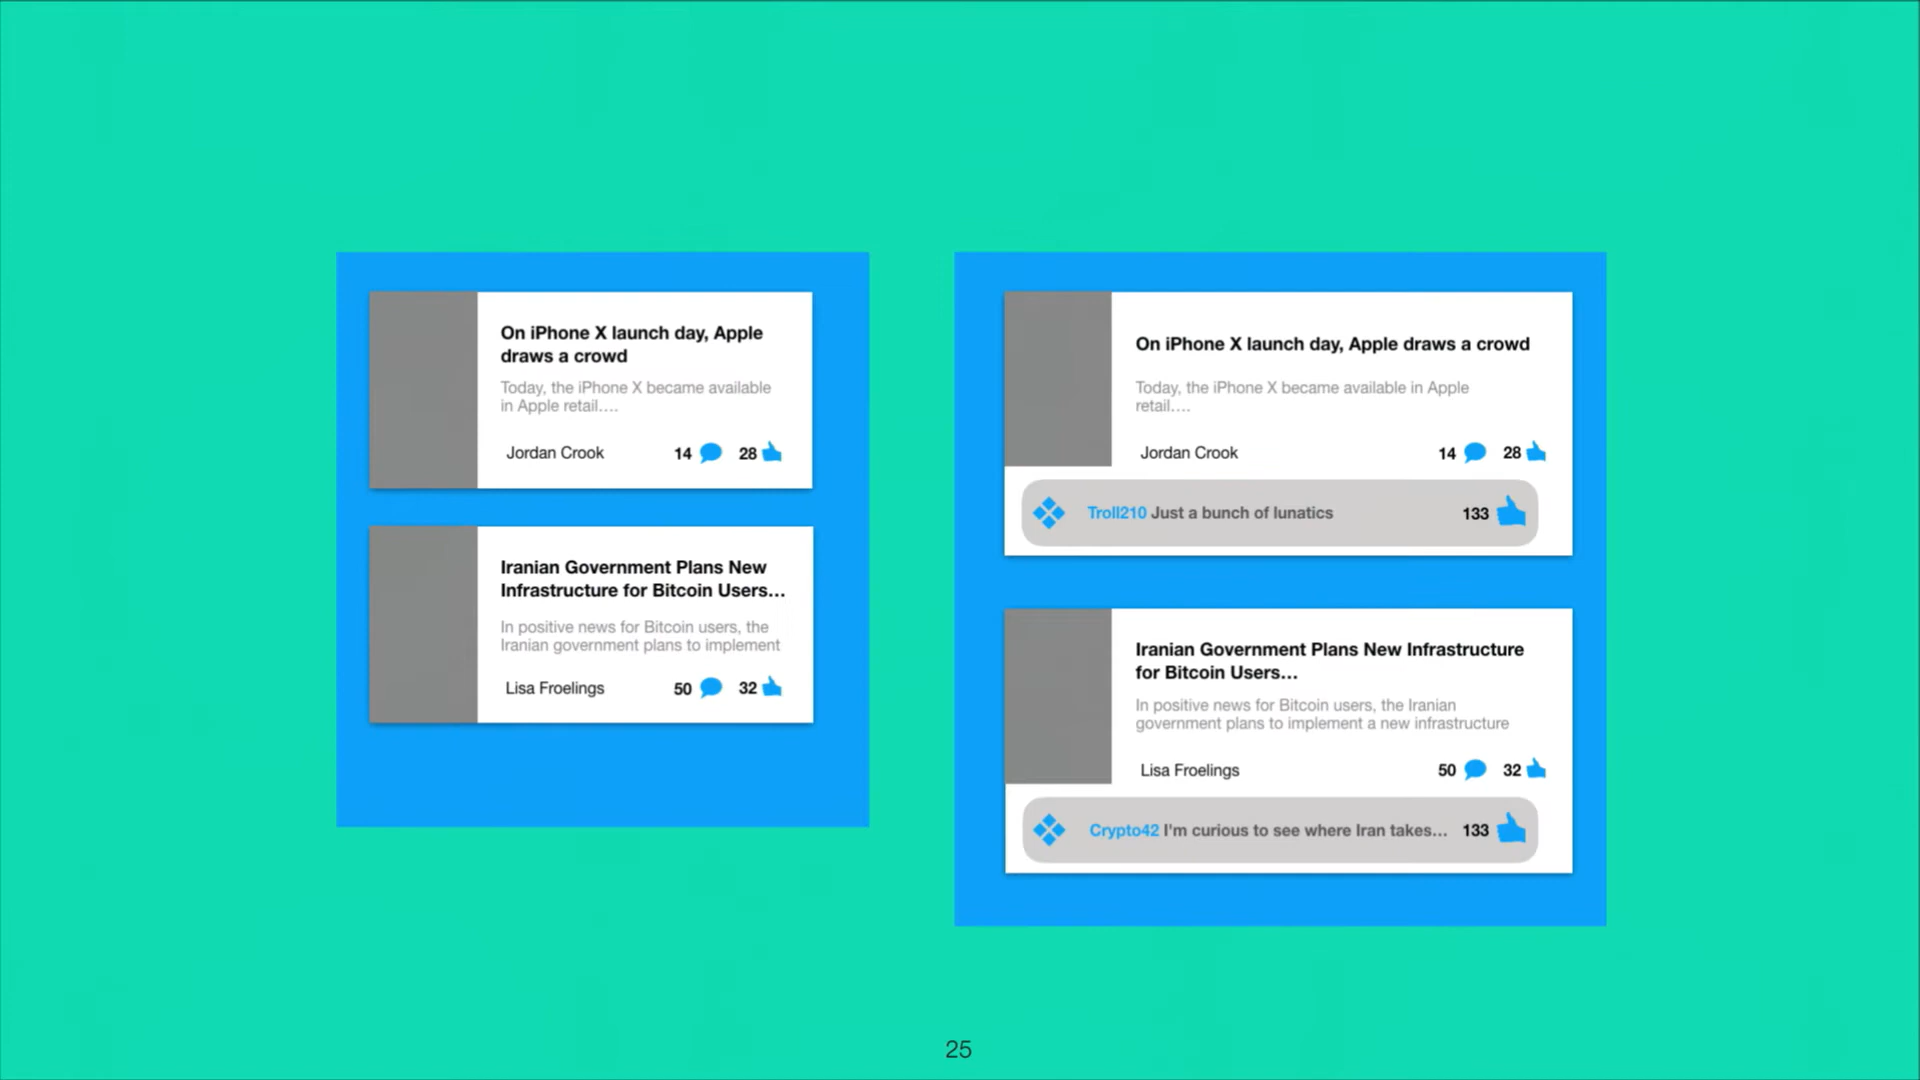 On iPhone X launch day, Apple
draws a crowd
Today, the iPhone X became available
in Apple retail....
Jordan Crook 14 28
Iranian Government Plans New
Infrastructure for Bitcoin Users...
In positive news for Bitcoin users, the
Iranian government plans to implement
Lisa Froelings 50 32
On iPhone X launch day, Apple draws a crowd
Today, the iPhone X became available in Apple
retail....
Jordan Crook 14 28
Troll210 Just a bunch of lunatics 133
Iranian Government Plans New Infrastructure
for Bitcoin Users...
In positive news for Bitcoin users, the Iranian
government plans to implement a new infrastructure
Lisa Froelings 50 32
Crypto42 I'm curious to see where Iran takes... 133
25